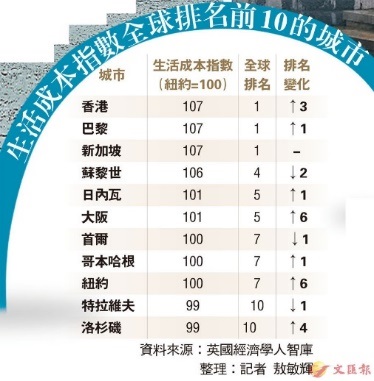 生活成本指數全球排名前10的城市
城市 生活成本指數 (紐約=100) 全球排名 排名變化
香港 107 1 ↑3
巴黎 107 1 ↑1
新加坡 107 1 –
蘇黎世 106 4 ↓2
日內瓦 101 5 ↑1
大阪 101 5 ↑6
首爾 100 7 ↓1
哥本哈根 100 7 ↑1
紐約 100 7 ↑6
特拉維夫 99 10 ↓1
洛杉磯 99 10 ↑4
資料來源：英國經濟學人智庫
整理：記者 敖敏輝
文匯報